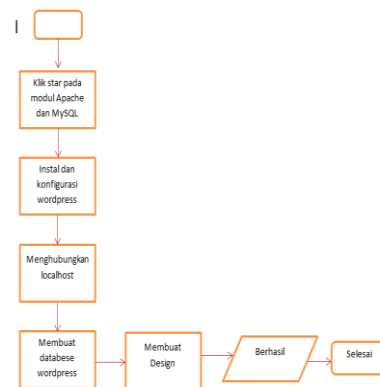 Klik star pada
modul Apache
dan MySQL
Instal dan
konfigurasi
wordpress
Menghubungkan
localhost
Membuat
databese
wordpress
Membuat
Design
Berhasil
Selesai